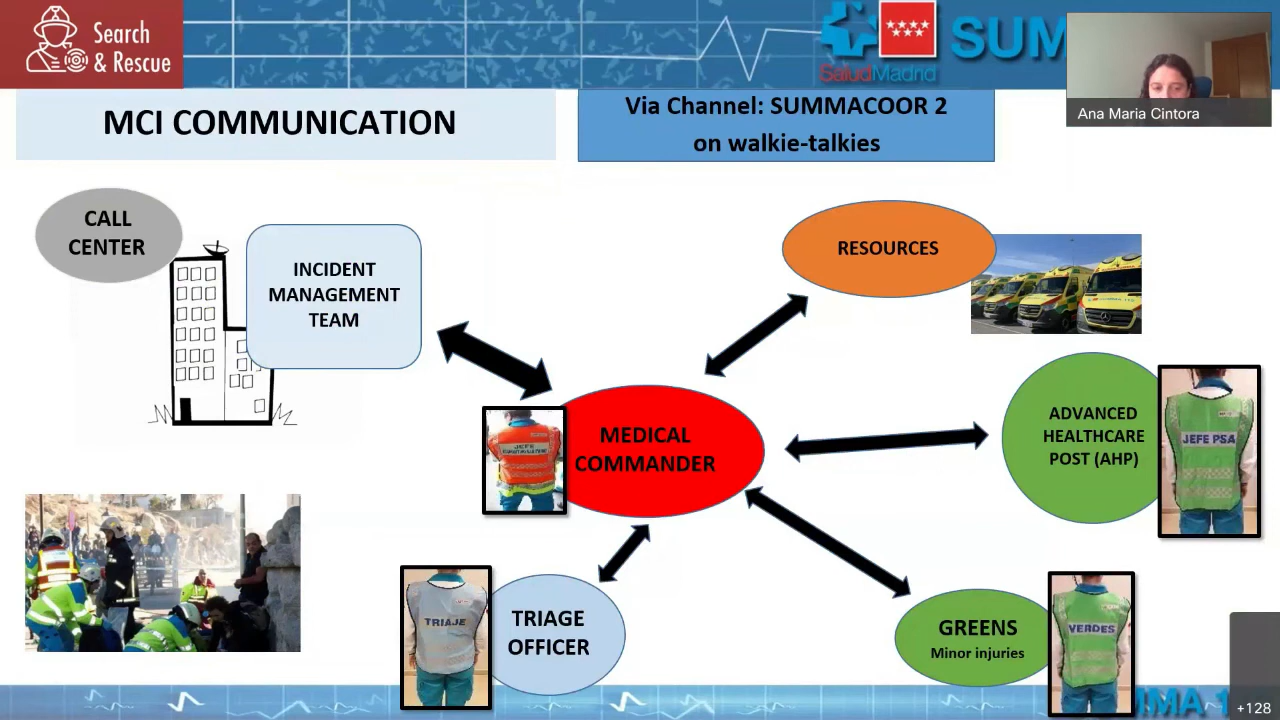 Search
& Rescue
SaludMadrid
SUM
Ana Maria Cintora
MCI COMMUNICATION
Via Channel: SUMMACOOR 2
on walkie-talkies
CALL
CENTER
INCIDENT
MANAGEMENT
TEAM
RESOURCES
MEDICAL
COMMANDER
ADVANCED
HEALTHCARE
POST (AHP)
JEFE PSA
TRIAJE
TRIAGE
OFFICER
GREENS
Minor injuries
VERDES
MMA 1
+128